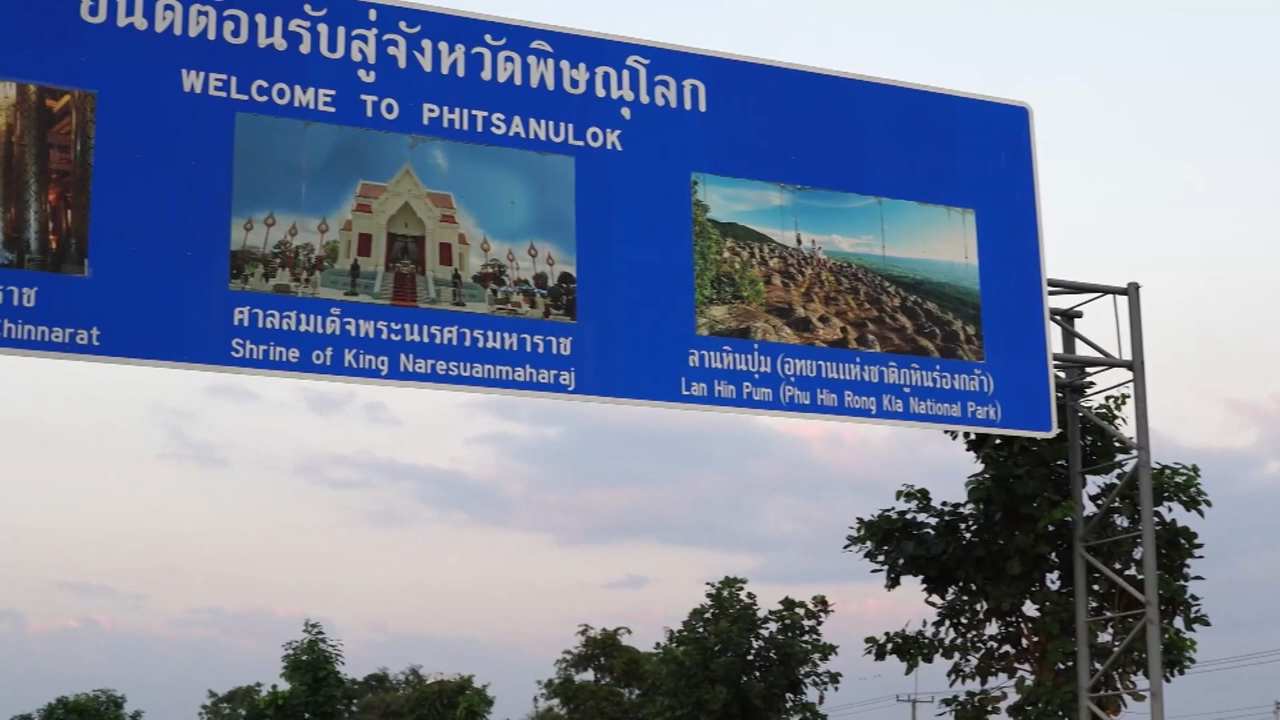 ยินดีต้อนรับสู่จังหวัดพิษณุโลก
WELCOME TO PHITSANULOK
ราช
Chinnarat
ศาลสมเด็จพระนเรศวรมหาราช
Shrine of King Naresuanmaharaj
ลานหินปุ่ม (อุทยานแห่งชาติภูหินร่องกล้า)
Lan Hin Pum (Phu Hin Rong Kla National Park)